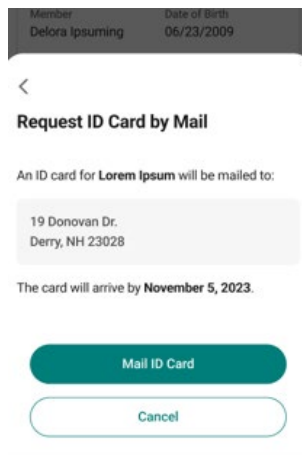 Member Date of Birth
Delora Ipsuming 06/23/2009
Request ID Card by Mail
An ID card for Lorem Ipsum will be mailed to:
19 Donovan Dr.
Derry, NH 23028
The card will arrive by November 5, 2023.
Mail ID Card
Cancel